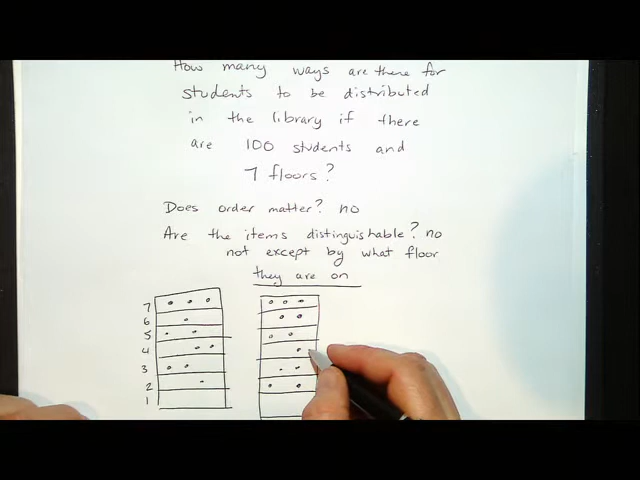 How many ways are there for
students to be distributed
in the library if there
are 100 students and
7 floors?
Does order matter? no
Are the items distinguishable? no
not except by what floor
they are on
7
6
5
4
3
2
1